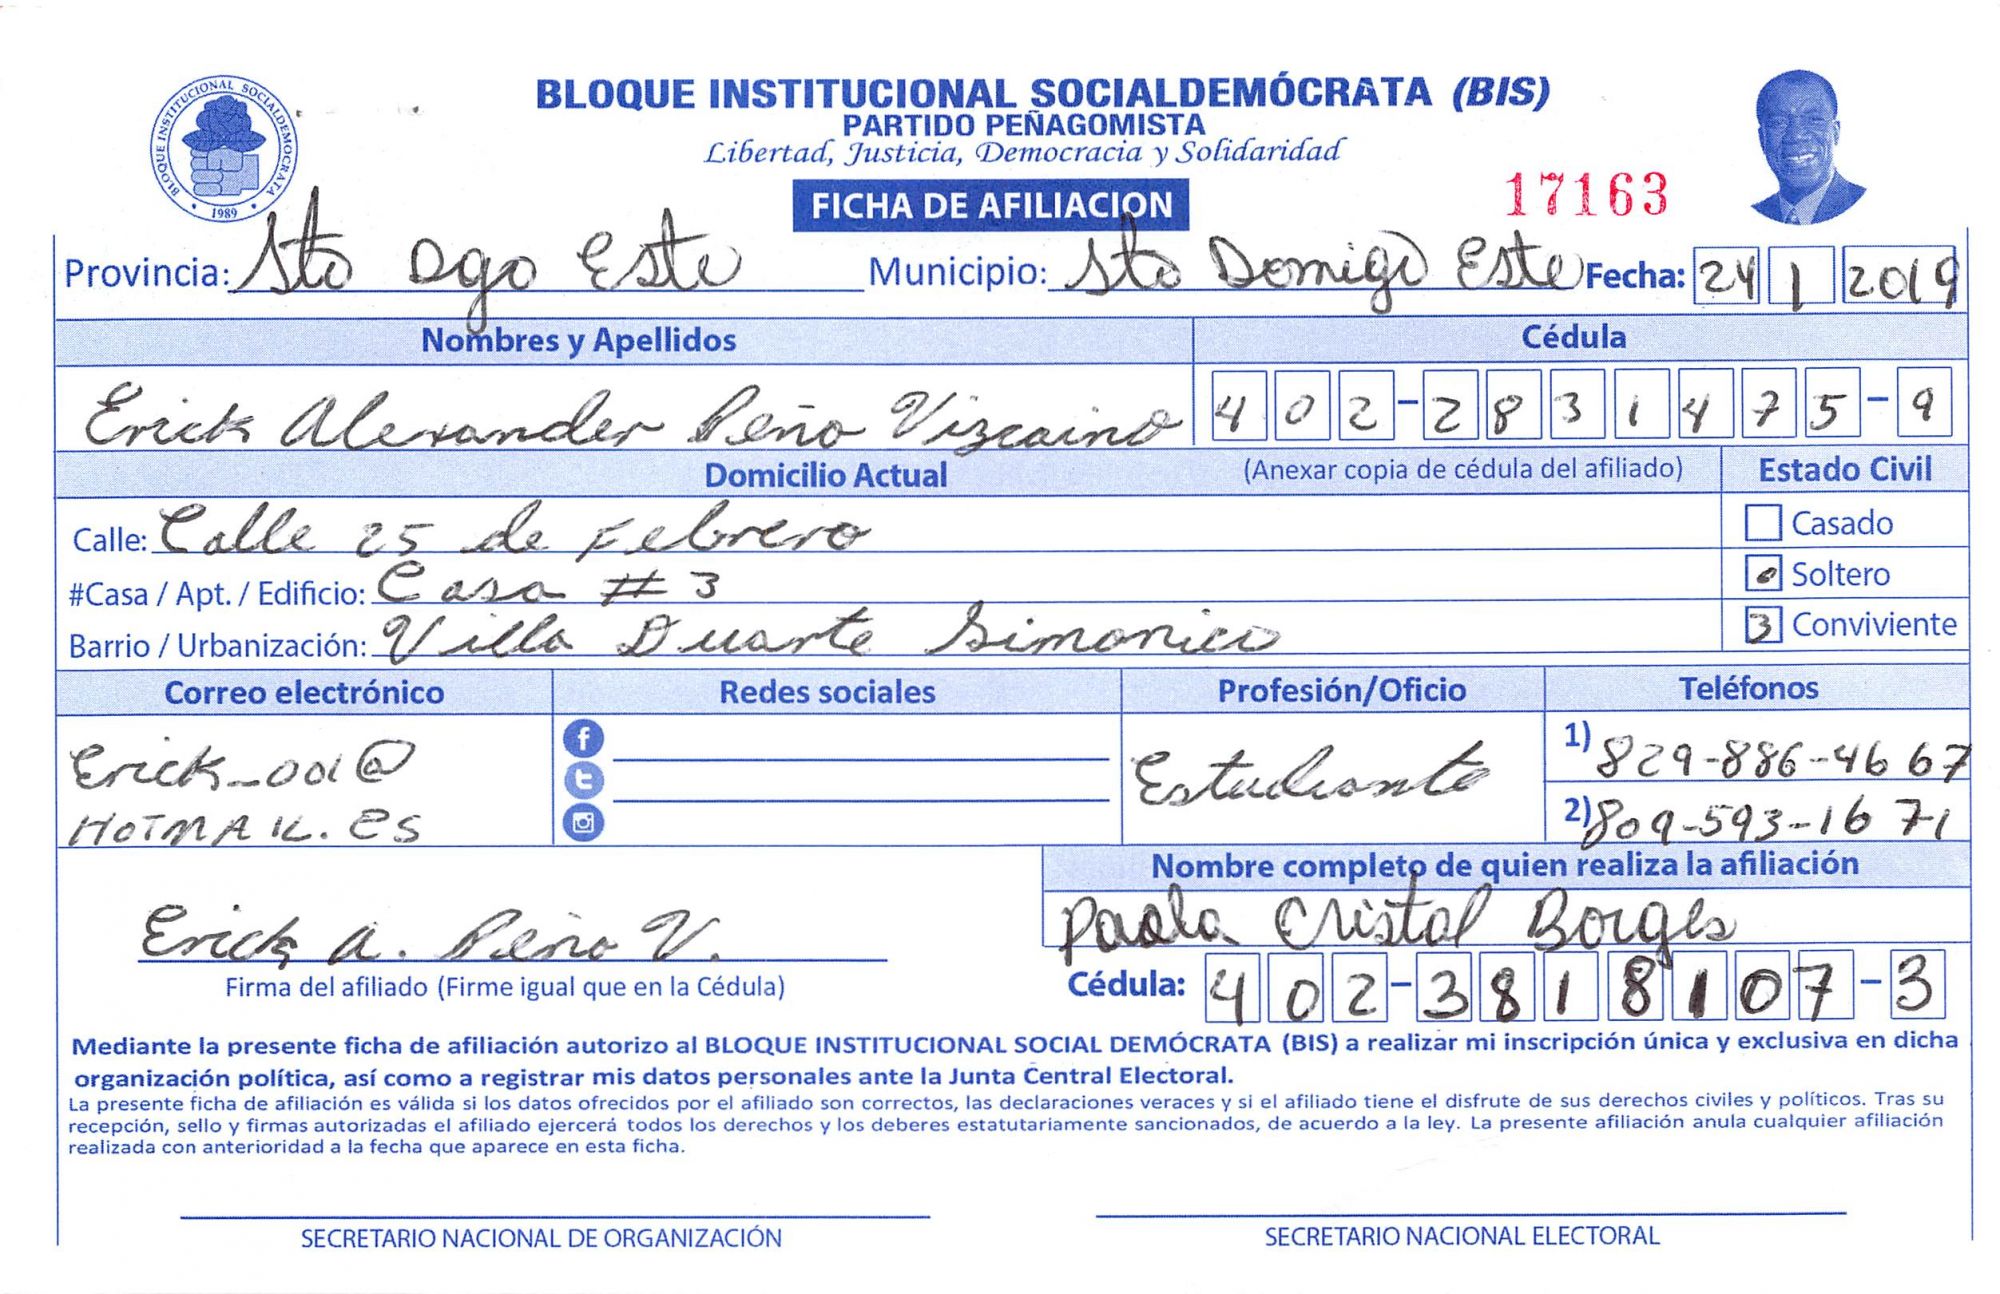 BLOQUE INSTITUCIONAL SOCIALDEMOCRATA
1989
BLOQUE INSTITUCIONAL SOCIALDEMÓCRATA (BIS)
PARTIDO PEÑAGOMISTA
Libertad, Justicia, Democracia y Solidaridad
FICHA DE AFILIACION
17163
Provincia: Sto Dgo Este Municipio: Sto Domigo Este Fecha: 24 1 2019
Nombres y Apellidos Cédula
Erick Alexander Peña Vizcaino 402-2831475-9
Domicilio Actual (Anexar copia de cédula del afiliado) Estado Civil
Calle: Calle 25 de Febrero Casado
#Casa / Apt. / Edificio: Casa # 3 Soltero
Barrio / Urbanización: Villa Duarte Simonico 3 Conviviente
Correo electrónico Redes sociales Profesión/Oficio Teléfonos
Erick_001@ Estudiante 1) 829-886-4667
HOTMAIL.es 2) 809-593-1671
Nombre completo de quien realiza la afiliación
Erick A. Peña V. Paola Cristal Borges
Firma del afiliado (Firme igual que en la Cédula) Cédula: 402-3818107-3
Mediante la presente ficha de afiliación autorizo al BLOQUE INSTITUCIONAL SOCIAL DEMÓCRATA (BIS) a realizar mi inscripción única y exclusiva en dicha
organización política, así como a registrar mis datos personales ante la Junta Central Electoral.
La presente ficha de afiliación es válida si los datos ofrecidos por el afiliado son correctos, las declaraciones veraces y si el afiliado tiene el disfrute de sus derechos civiles y políticos. Tras su
recepción, sello y firmas autorizadas el afiliado ejercerá todos los derechos y los deberes estatutariamente sancionados, de acuerdo a la ley. La presente afiliación anula cualquier afiliación
realizada con anterioridad a la fecha que aparece en esta ficha.
SECRETARIO NACIONAL DE ORGANIZACIÓN SECRETARIO NACIONAL ELECTORAL